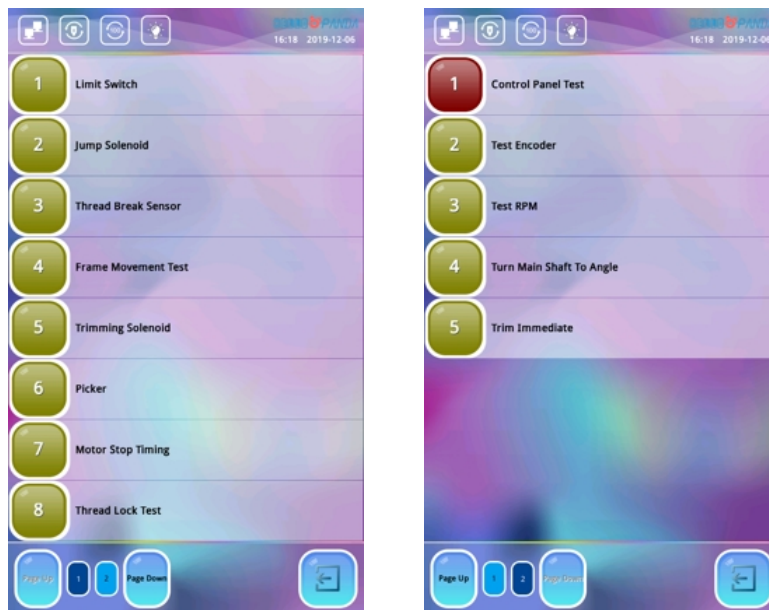 16:18 2019-12-06
1 Limit Switch
2 Jump Solenoid
3 Thread Break Sensor
4 Frame Movement Test
5 Trimming Solenoid
6 Picker
7 Motor Stop Timing
8 Thread Lock Test
Page Up 1 2 Page Down
PANDA
16:18 2019-12-06
1 Control Panel Test
2 Test Encoder
3 Test RPM
4 Turn Main Shaft To Angle
5 Trim Immediate
Page Up 1 2 Page Down